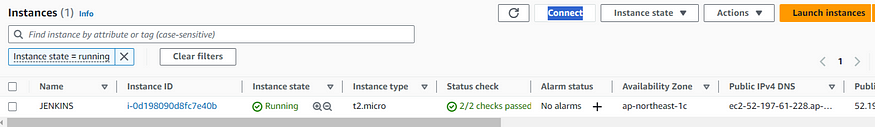 Instances (1) Info
Connect
Instance state
Actions
Launch instances
Find instance by attribute or tag (case-sensitive)
Instance state = running
Clear filters
1
Name Instance ID Instance state Instance type Status check Alarm status Availability Zone Public IPv4 DNS Publi
JENKINS i-0d198090d8fc7e40b Running t2.micro 2/2 checks passed No alarms ap-northeast-1c ec2-52-197-61-228.ap-... 52.19